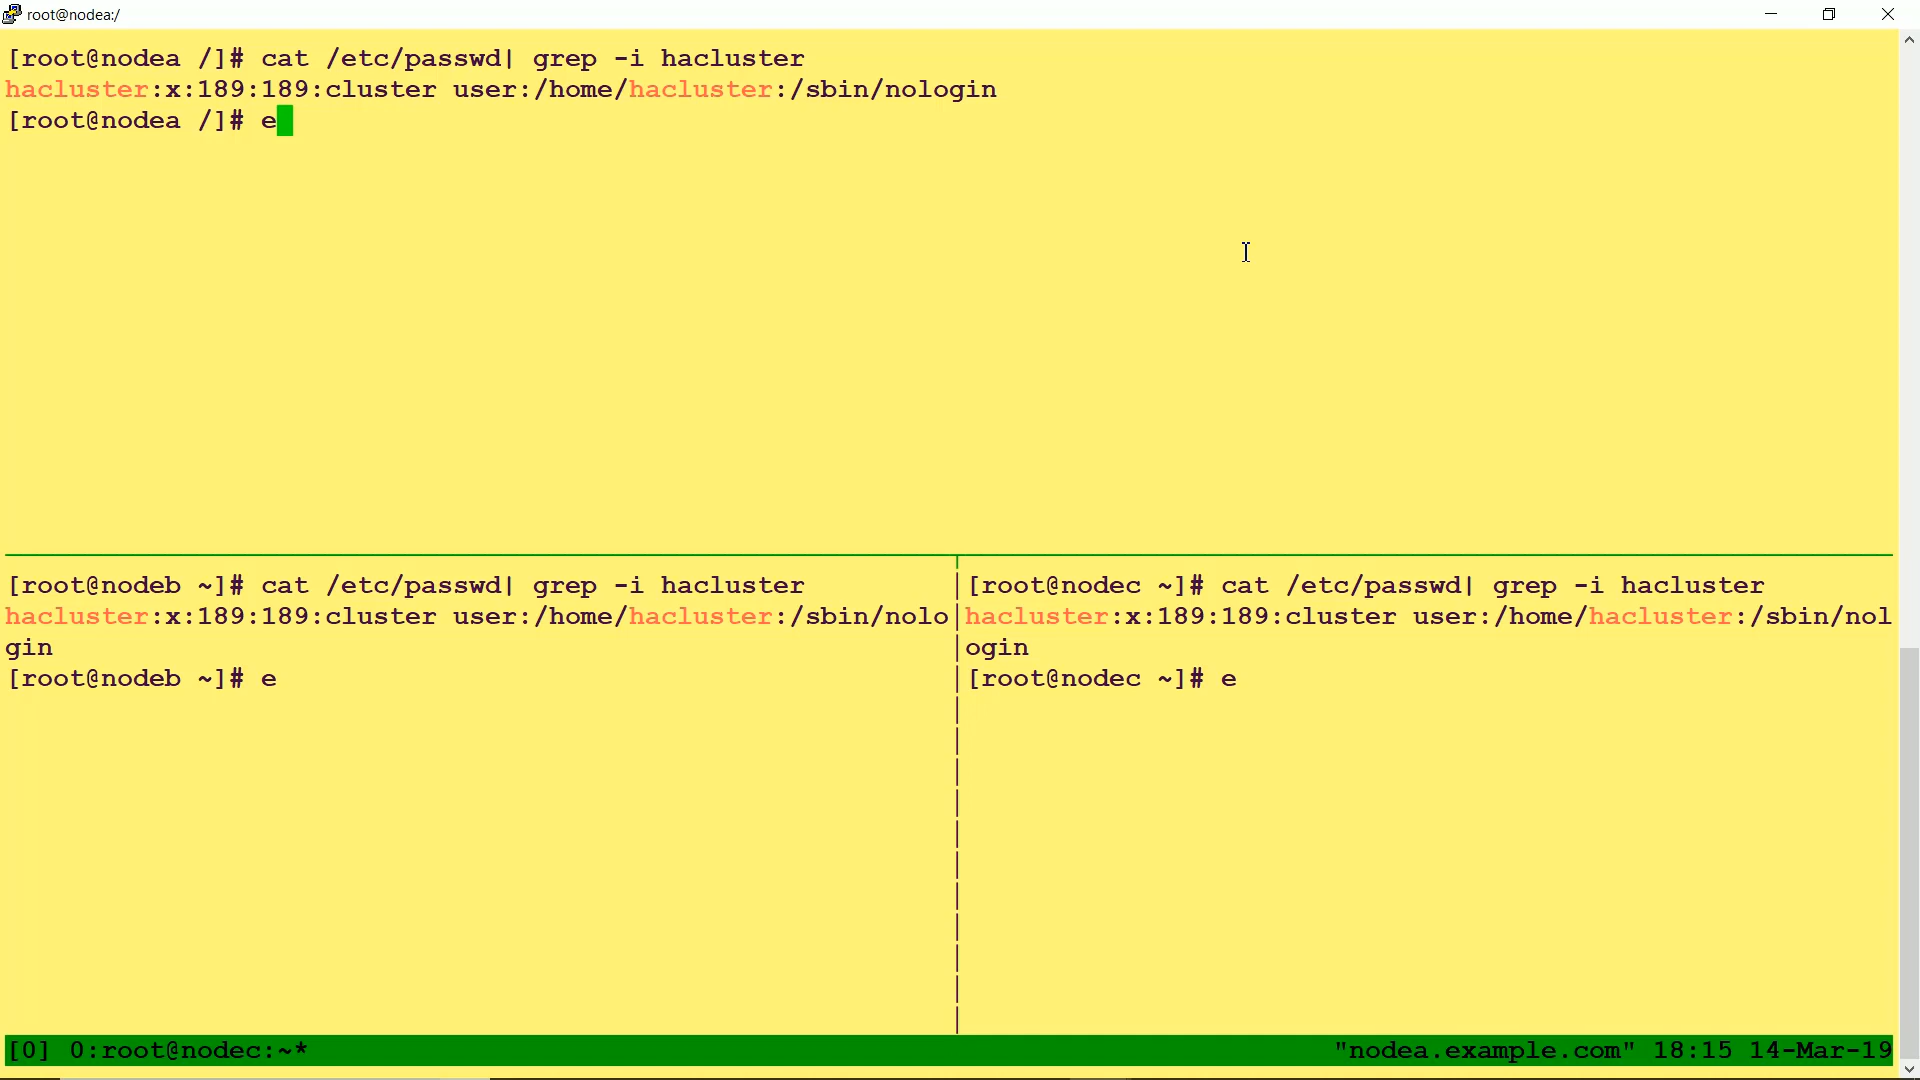 root@nodea:/
[root@nodea /]# cat /etc/passwd| grep -i hacluster
hacluster:x:189:189:cluster user:/home/hacluster:/sbin/nologin
[root@nodea /]# e
[root@nodeb ~]# cat /etc/passwd| grep -i hacluster
hacluster:x:189:189:cluster user:/home/hacluster:/sbin/nolo
gin
[root@nodeb ~]# e
[root@nodec ~]# cat /etc/passwd| grep -i hacluster
hacluster:x:189:189:cluster user:/home/hacluster:/sbin/nol
ogin
[root@nodec ~]# e
[0] 0:root@nodec:~* "nodea.example.com" 18:15 14-Mar-19